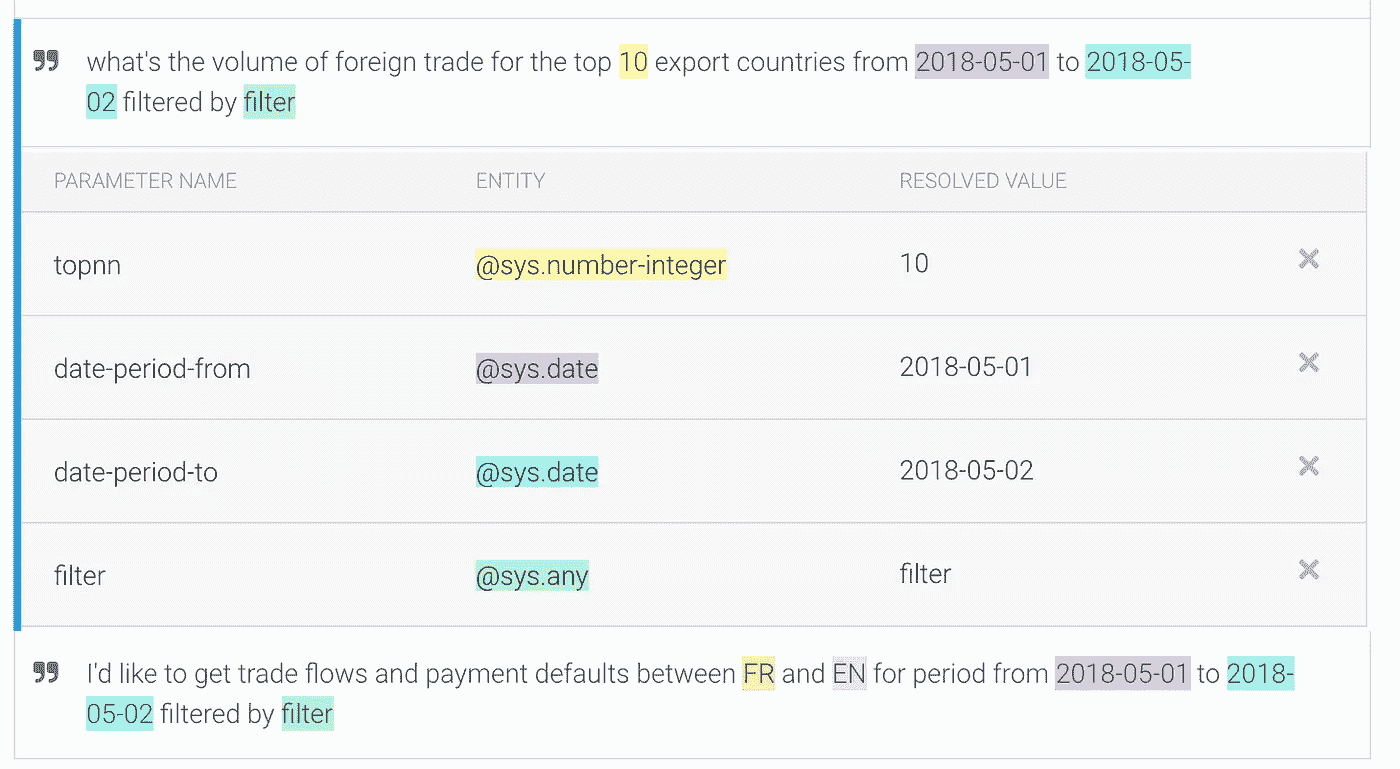 what's the volume of foreign trade for the top 10 export countries from 2018-05-01 to 2018-05-
02 filtered by filter
PARAMETER NAME ENTITY RESOLVED VALUE
topnn @sys.number-integer 10
date-period-from @sys.date 2018-05-01
date-period-to @sys.date 2018-05-02
filter @sys.any filter
I'd like to get trade flows and payment defaults between FR and EN for period from 2018-05-01 to 2018-
05-02 filtered by filter